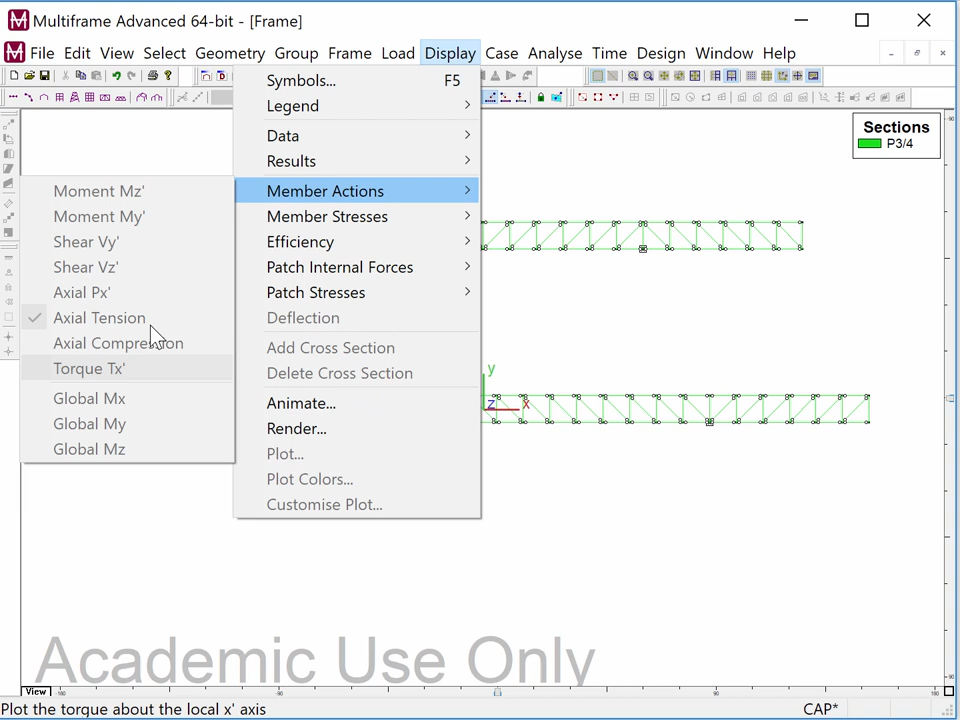 Multiframe Advanced 64-bit - [Frame]
File Edit View Select Geometry Group Frame Load Display Case Analyse Time Design Window Help
Symbols... F5
Legend
Data
Results
Member Actions
Member Stresses
Efficiency
Patch Internal Forces
Patch Stresses
Deflection
Add Cross Section
Delete Cross Section
Animate...
Render...
Plot...
Plot Colors...
Customise Plot...
Moment Mz'
Moment My'
Shear Vy'
Shear Vz'
Axial Px'
Axial Tension
Axial Compression
Torque Tx'
Global Mx
Global My
Global Mz
Sections
P3/4
y
z x
Academic Use Only
View
Plot the torque about the local x' axis CAP*